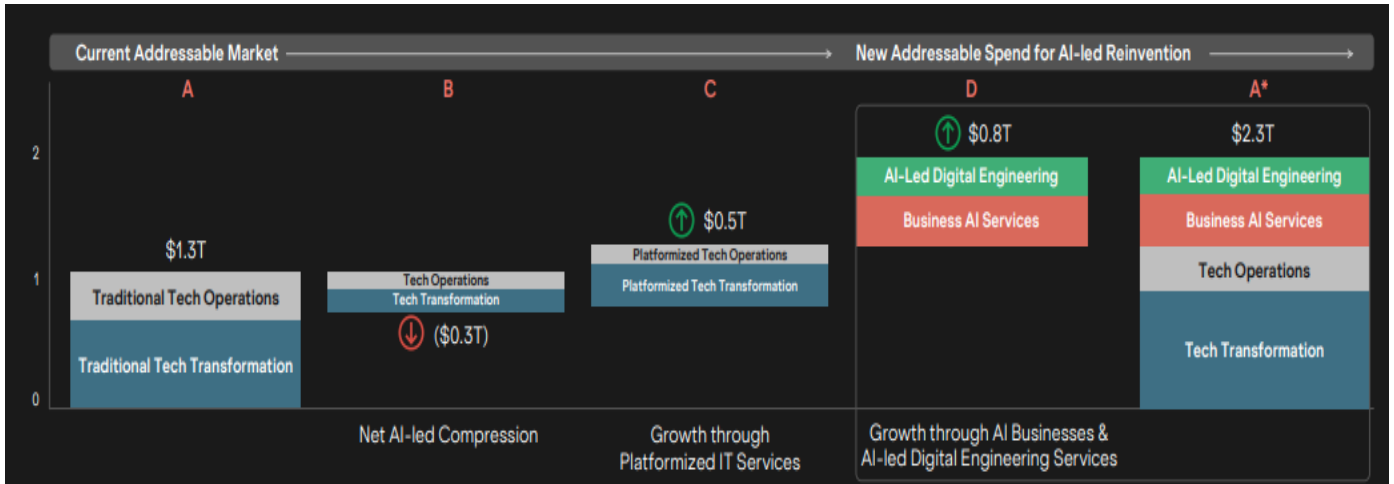 Current Addressable Market
New Addressable Spend for AI-led Reinvention
A
B
C
D
A*
2
1
0
$1.3T
Traditional Tech Operations
Traditional Tech Transformation
Tech Operations
Tech Transformation
($0.3T)
Net AI-led Compression
$0.5T
Platformized Tech Operations
Platformized Tech Transformation
Growth through
Platformized IT Services
$0.8T
AI-Led Digital Engineering
Business AI Services
Growth through AI Businesses &
AI-led Digital Engineering Services
$2.3T
AI-Led Digital Engineering
Business AI Services
Tech Operations
Tech Transformation